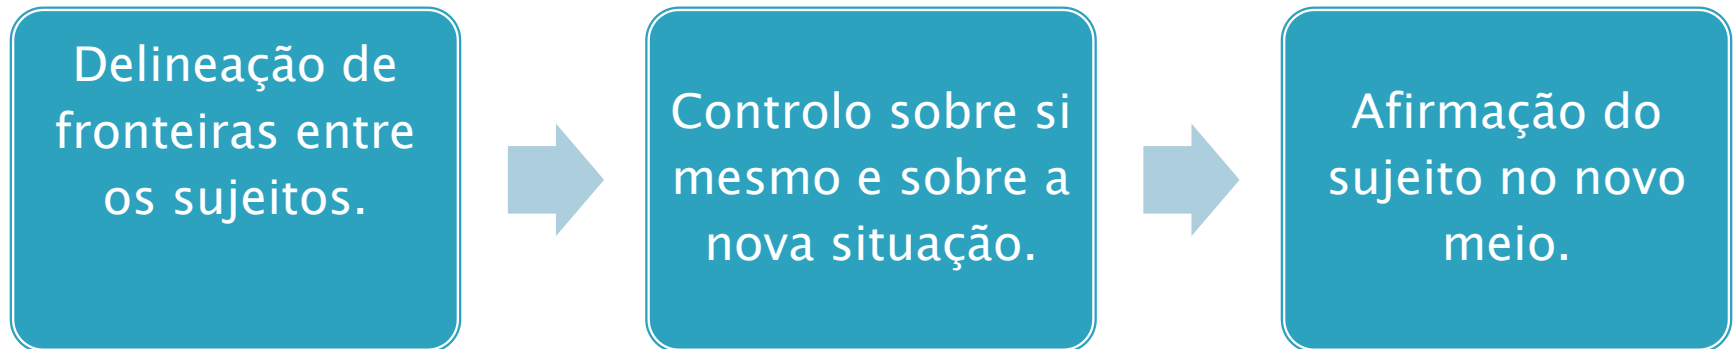 Delineação de
fronteiras entre
os sujeitos.
Controlo sobre si
mesmo e sobre a
nova situação.
Afirmação do
sujeito no novo
meio.